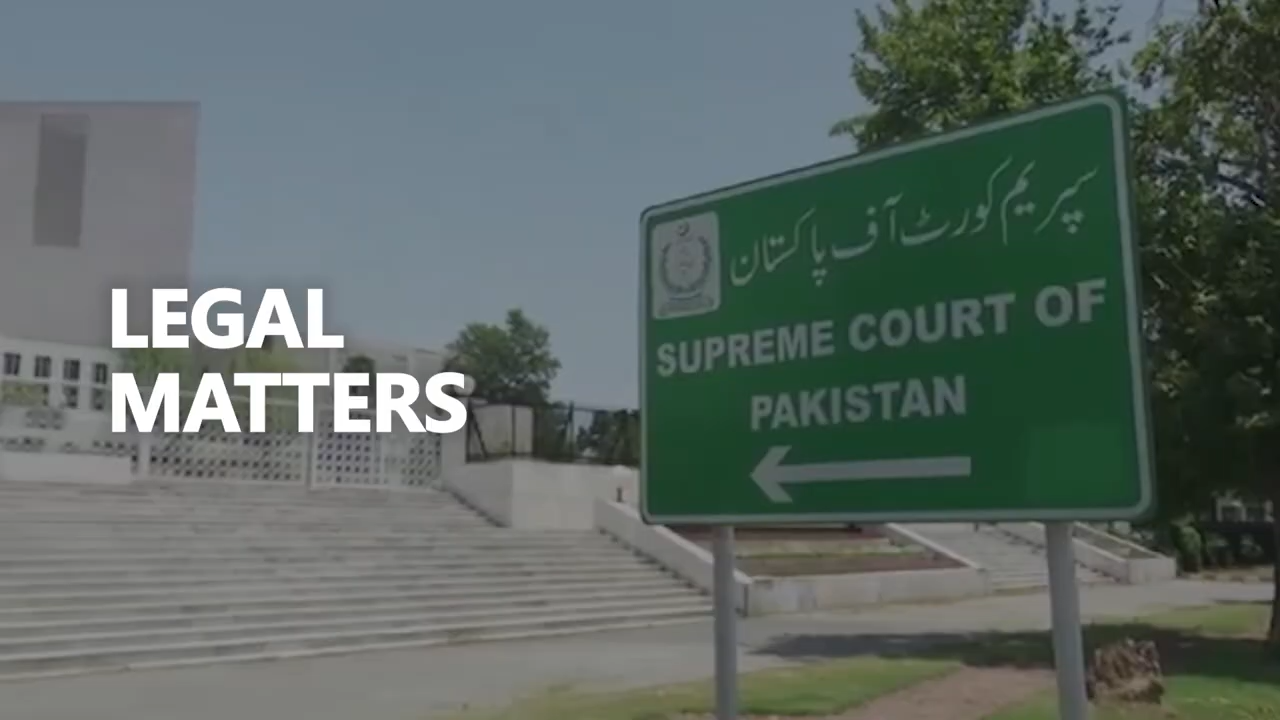 LEGAL
MATTERS
سپریم کورٹ آف پاکستان
SUPREME COURT OF
PAKISTAN